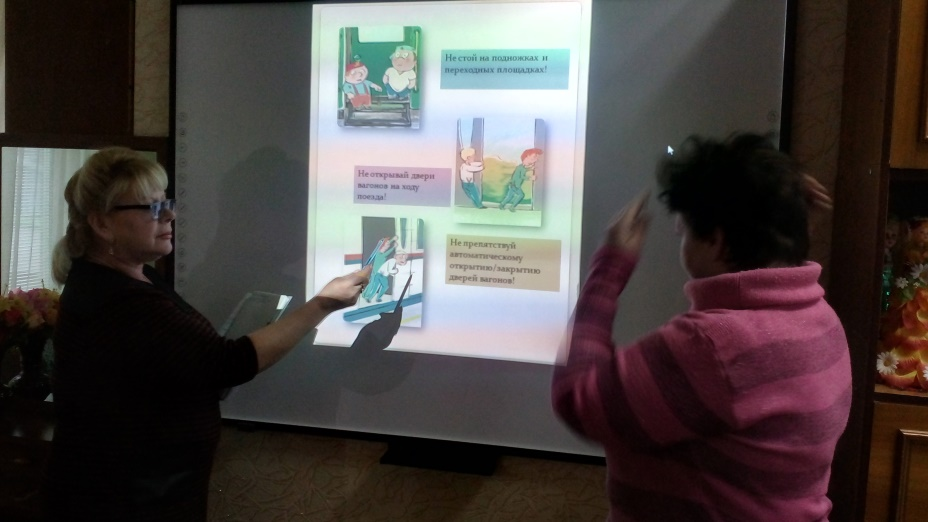 Не стой на подножках и
переходных площадках!
Не открывай двери
вагонов на ходу
поезда!
Не препятствуй
автоматическому
открытию/закрытию
дверей вагонов!